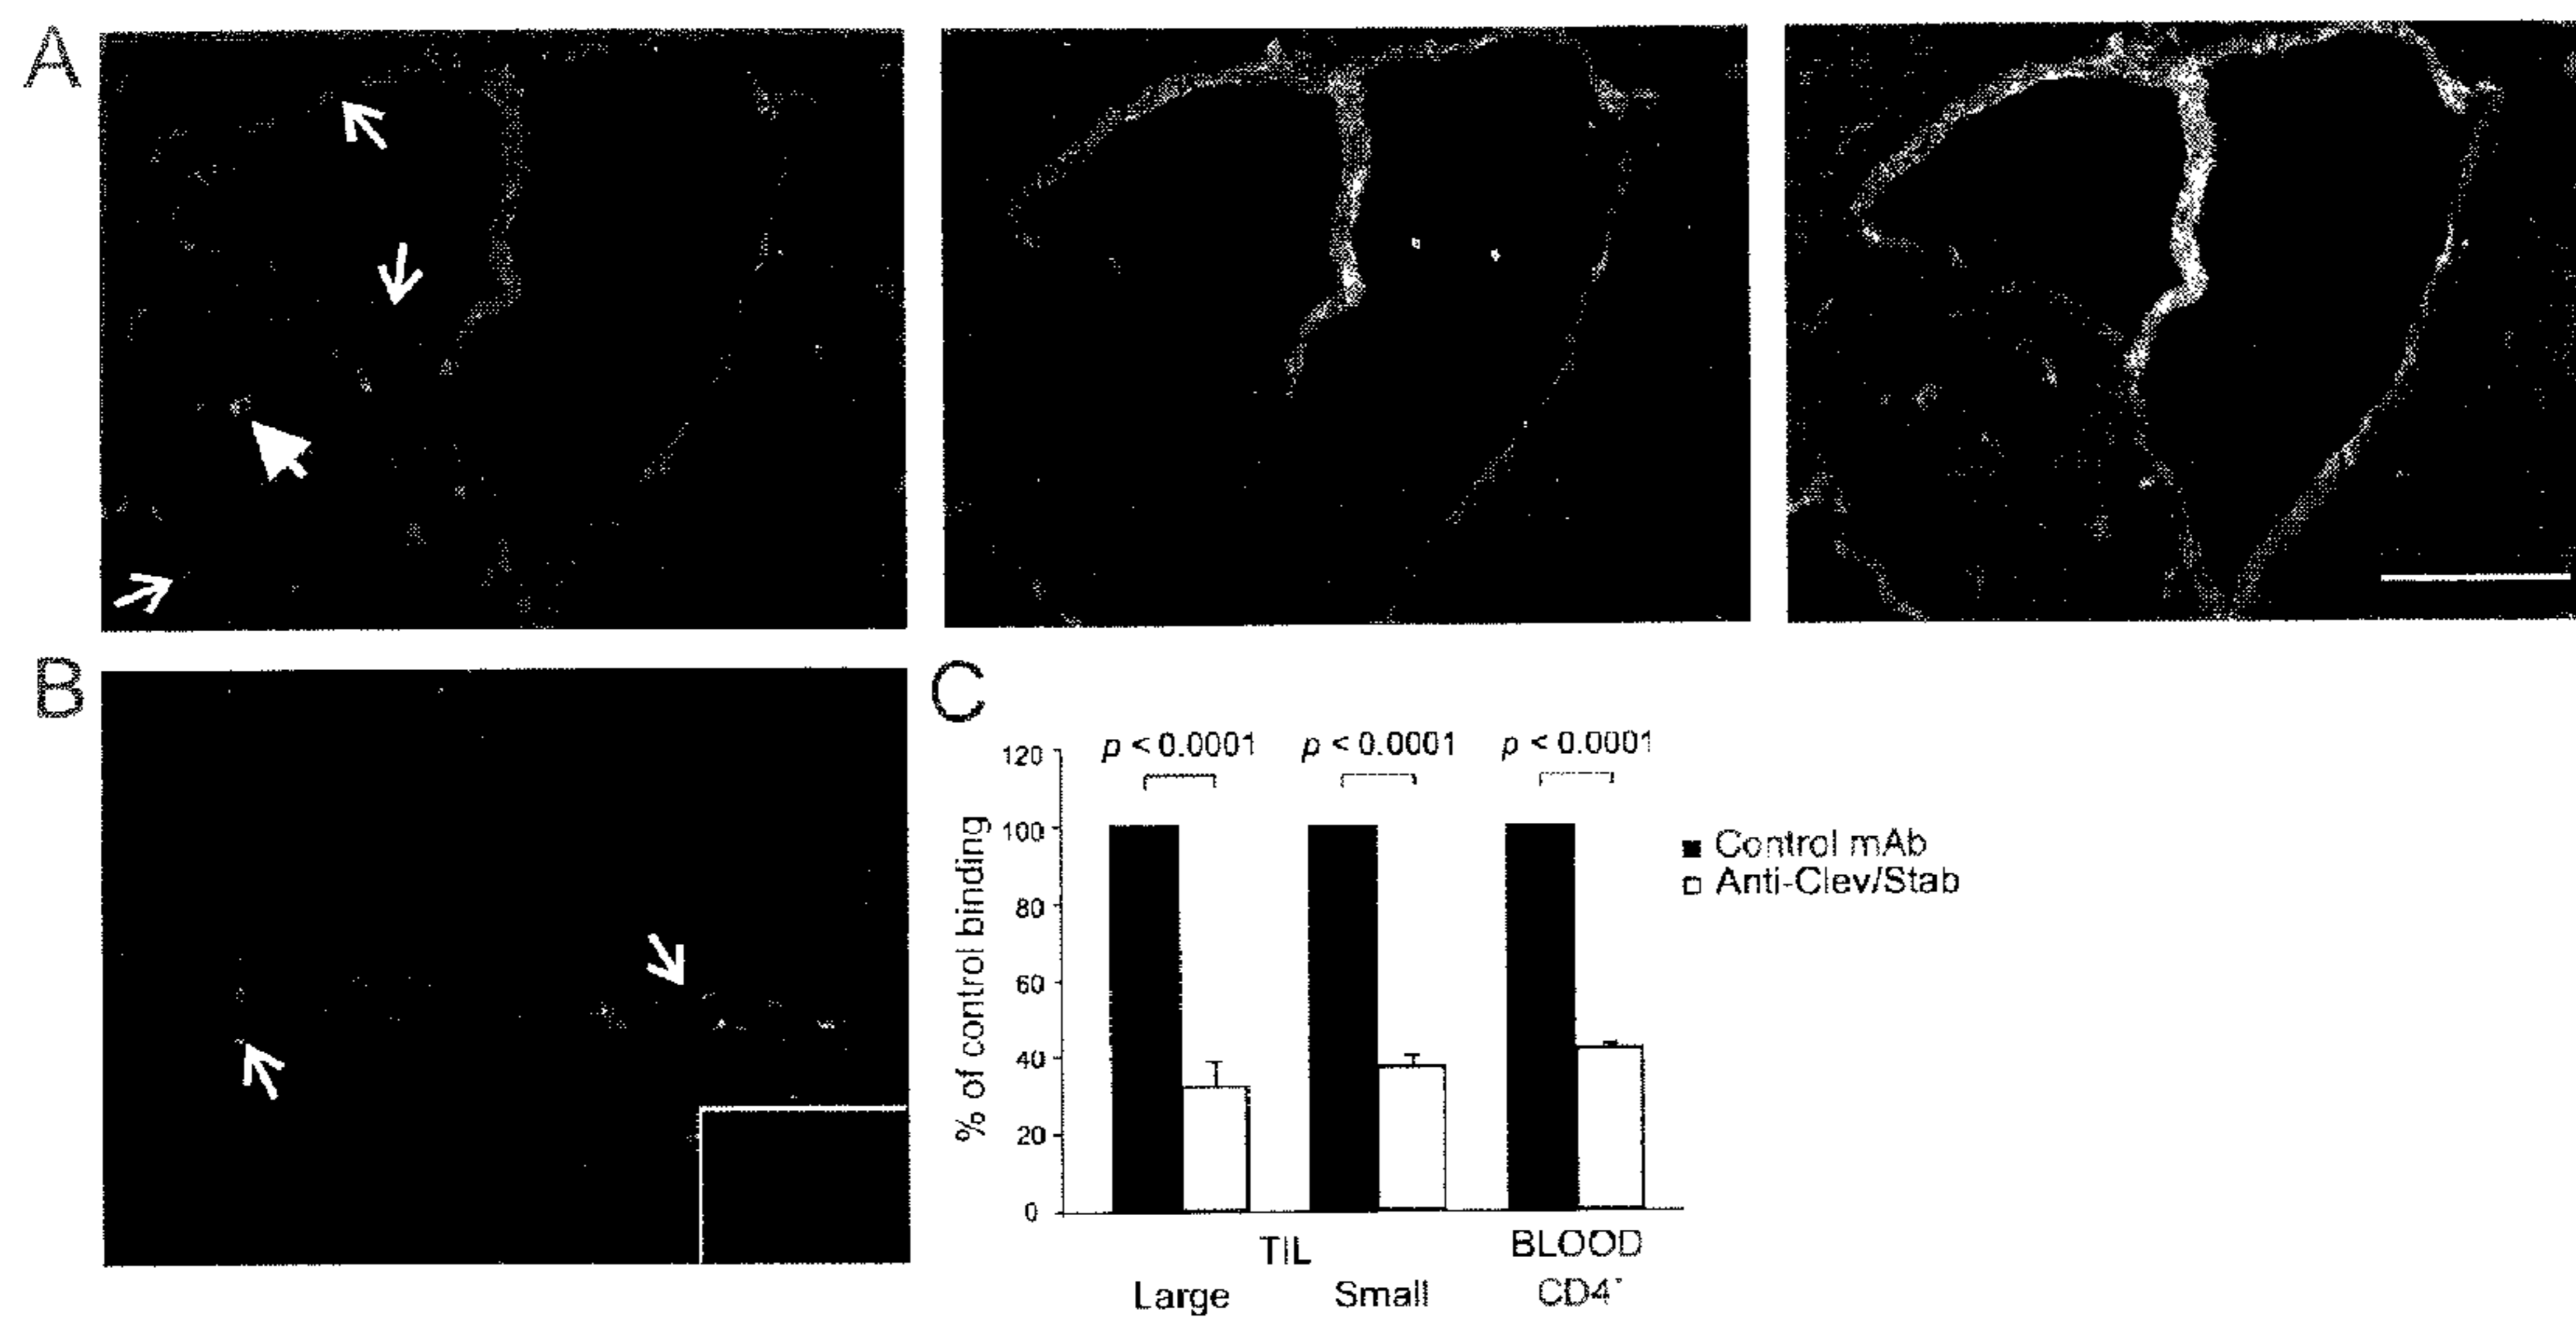 A
B
C
p < 0.0001 p < 0.0001 p < 0.0001
120
100
80
60
40
20
0
% of control binding
Control mAb
Anti-Clev/Stab
TIL
BLOOD
Large Small CD4⁺